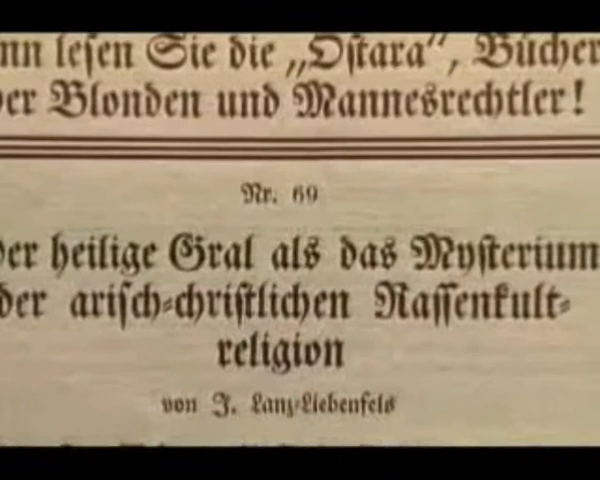 nn lesen Sie die „Ostara“, Bücher
er Blonden und Mannesrechtler!
Nr. 69
der heilige Gral als das Mysterium
der arisch-christlichen Rassenkult-
religion
von J. Lanz-Liebenfels